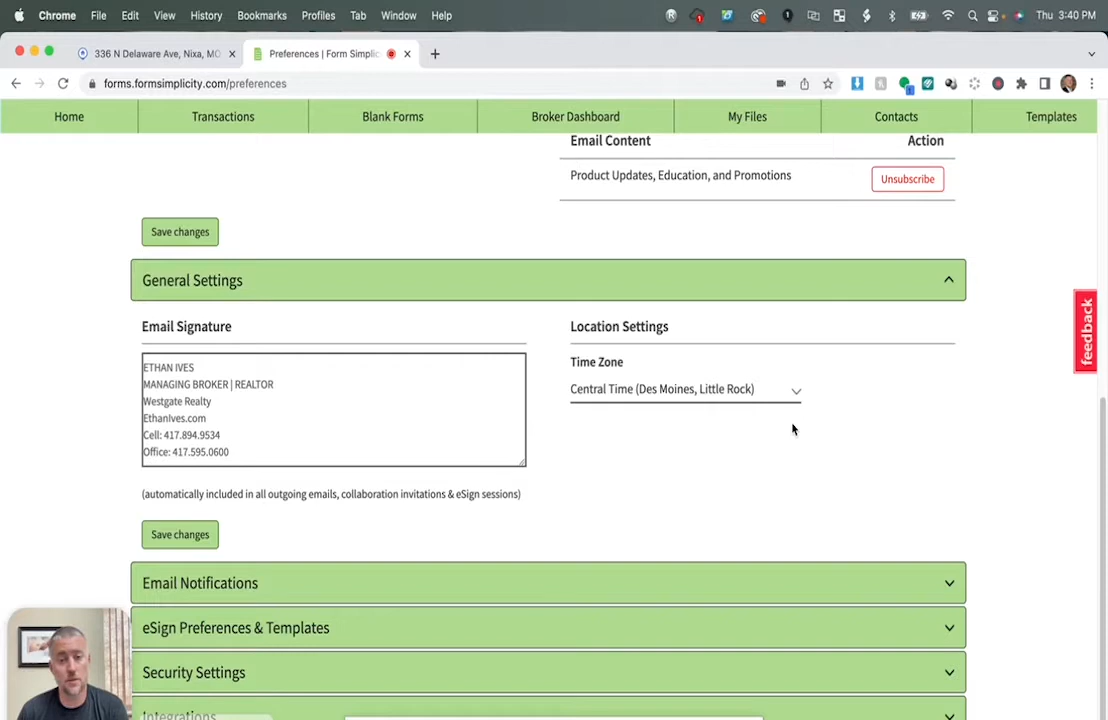 Chrome File Edit View History Bookmarks Profiles Tab Window Help Thu 3:40 PM
336 N Delaware Ave, Nixa, MO
Preferences | Form Simplic
forms.formsimplicity.com/preferences
Home Transactions Blank Forms Broker Dashboard My Files Contacts Templates
Email Content Action
Product Updates, Education, and Promotions Unsubscribe
Save changes
General Settings
Email Signature Location Settings
Time Zone
Central Time (Des Moines, Little Rock)
ETHAN IVES
MANAGING BROKER | REALTOR
Westgate Realty
EthanIves.com
Cell: 417.894.9534
Office: 417.595.0600
(automatically included in all outgoing emails, collaboration invitations & eSign sessions)
Save changes
Email Notifications
eSign Preferences & Templates
Security Settings
Integrations
feedback